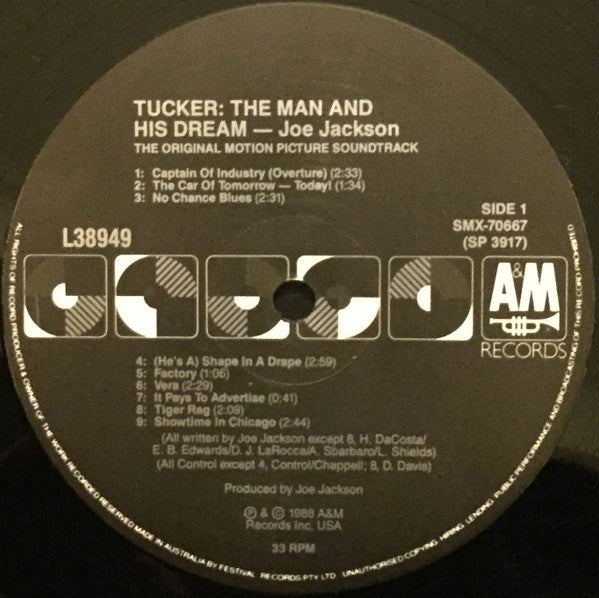 TUCKER: THE MAN AND
HIS DREAM — Joe Jackson
THE ORIGINAL MOTION PICTURE SOUNDTRACK
1: Captain Of Industry (Overture) (2:33)
2: The Car Of Tomorrow — Today! (1:34)
3: No Chance Blues (2:31)
SIDE 1
SMX-70667
(SP 3917)
L38949
A&M
RECORDS
4: (He's A) Shape In A Drape (2:59)
5: Factory (1:06)
6: Vera (2:29)
7: It Pays To Advertise (:60)
8: Tiger Rag (2:09)
9: Showtime In Chicago (2:44)
(All written by Joe Jackson except 8, H. DaCosta/
E. B. Edwards/D. J. LaRocca/A. Sbarbaro/L. Shields)
(All Control except 4, Control/Chappell; 8, D. Davis)
Produced by Joe Jackson
℗ & © 1988 A&M
Records Inc, USA
33 RPM
ALL RIGHTS OF RECORD PRODUCER & OWNER OF THE WORK RECORDED RESERVED MADE IN AUSTRALIA BY FESTIVAL RECORDS PTY LTD UNAUTHORISED COPYING HIRING LENDING PUBLIC PERFORMANCE AND BROADCASTING OF THIS RECORD PROHIBITED